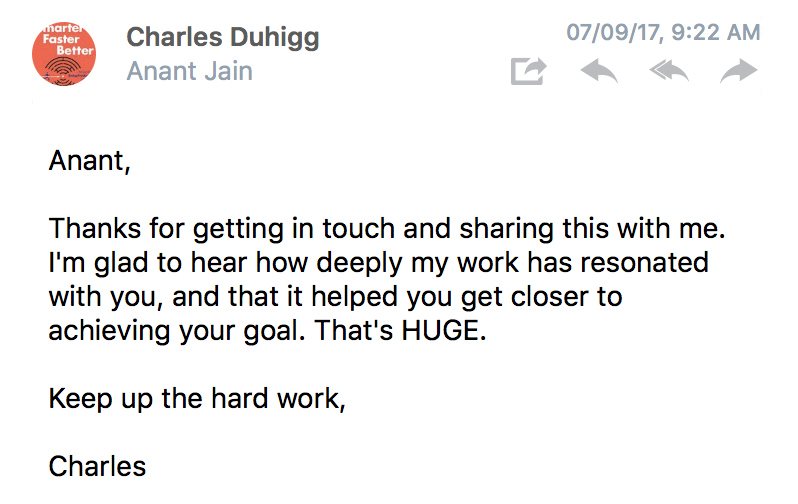 marter
Faster
Better
Charles Duhigg
07/09/17, 9:22 AM
Anant Jain
Anant,
Thanks for getting in touch and sharing this with me.
I'm glad to hear how deeply my work has resonated
with you, and that it helped you get closer to
achieving your goal. That's HUGE.
Keep up the hard work,
Charles